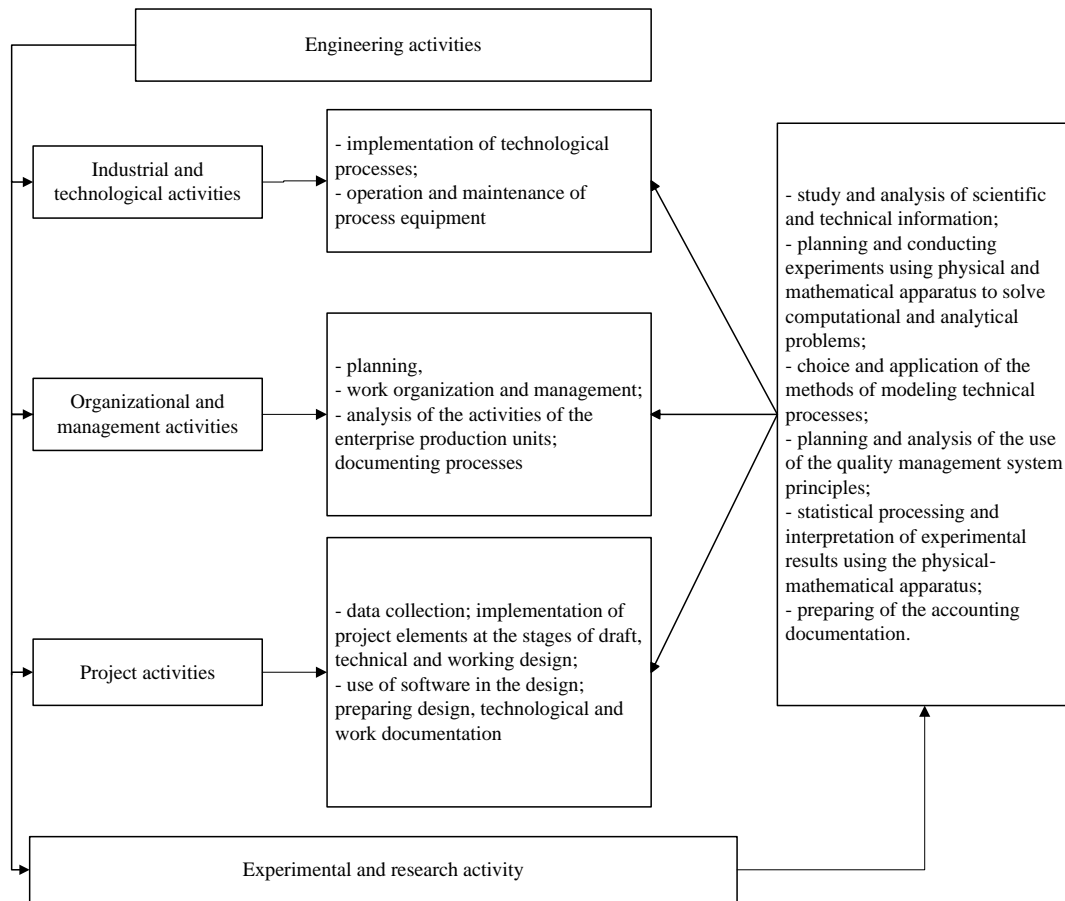 Engineering activities
Industrial and
technological activities
- implementation of technological
processes;
- operation and maintenance of
process equipment
Organizational and
management activities
- planning,
- work organization and management;
- analysis of the activities of the
enterprise production units;
documenting processes
Project activities
- data collection; implementation of
project elements at the stages of draft,
technical and working design;
- use of software in the design;
preparing design, technological and
work documentation
- study and analysis of scientific
and technical information;
- planning and conducting
experiments using physical and
mathematical apparatus to solve
computational and analytical
problems;
- choice and application of the
methods of modeling technical
processes;
- planning and analysis of the use
of the quality management system
principles;
- statistical processing and
interpretation of experimental
results using the physical-
mathematical apparatus;
- preparing of the accounting
documentation.
Experimental and research activity